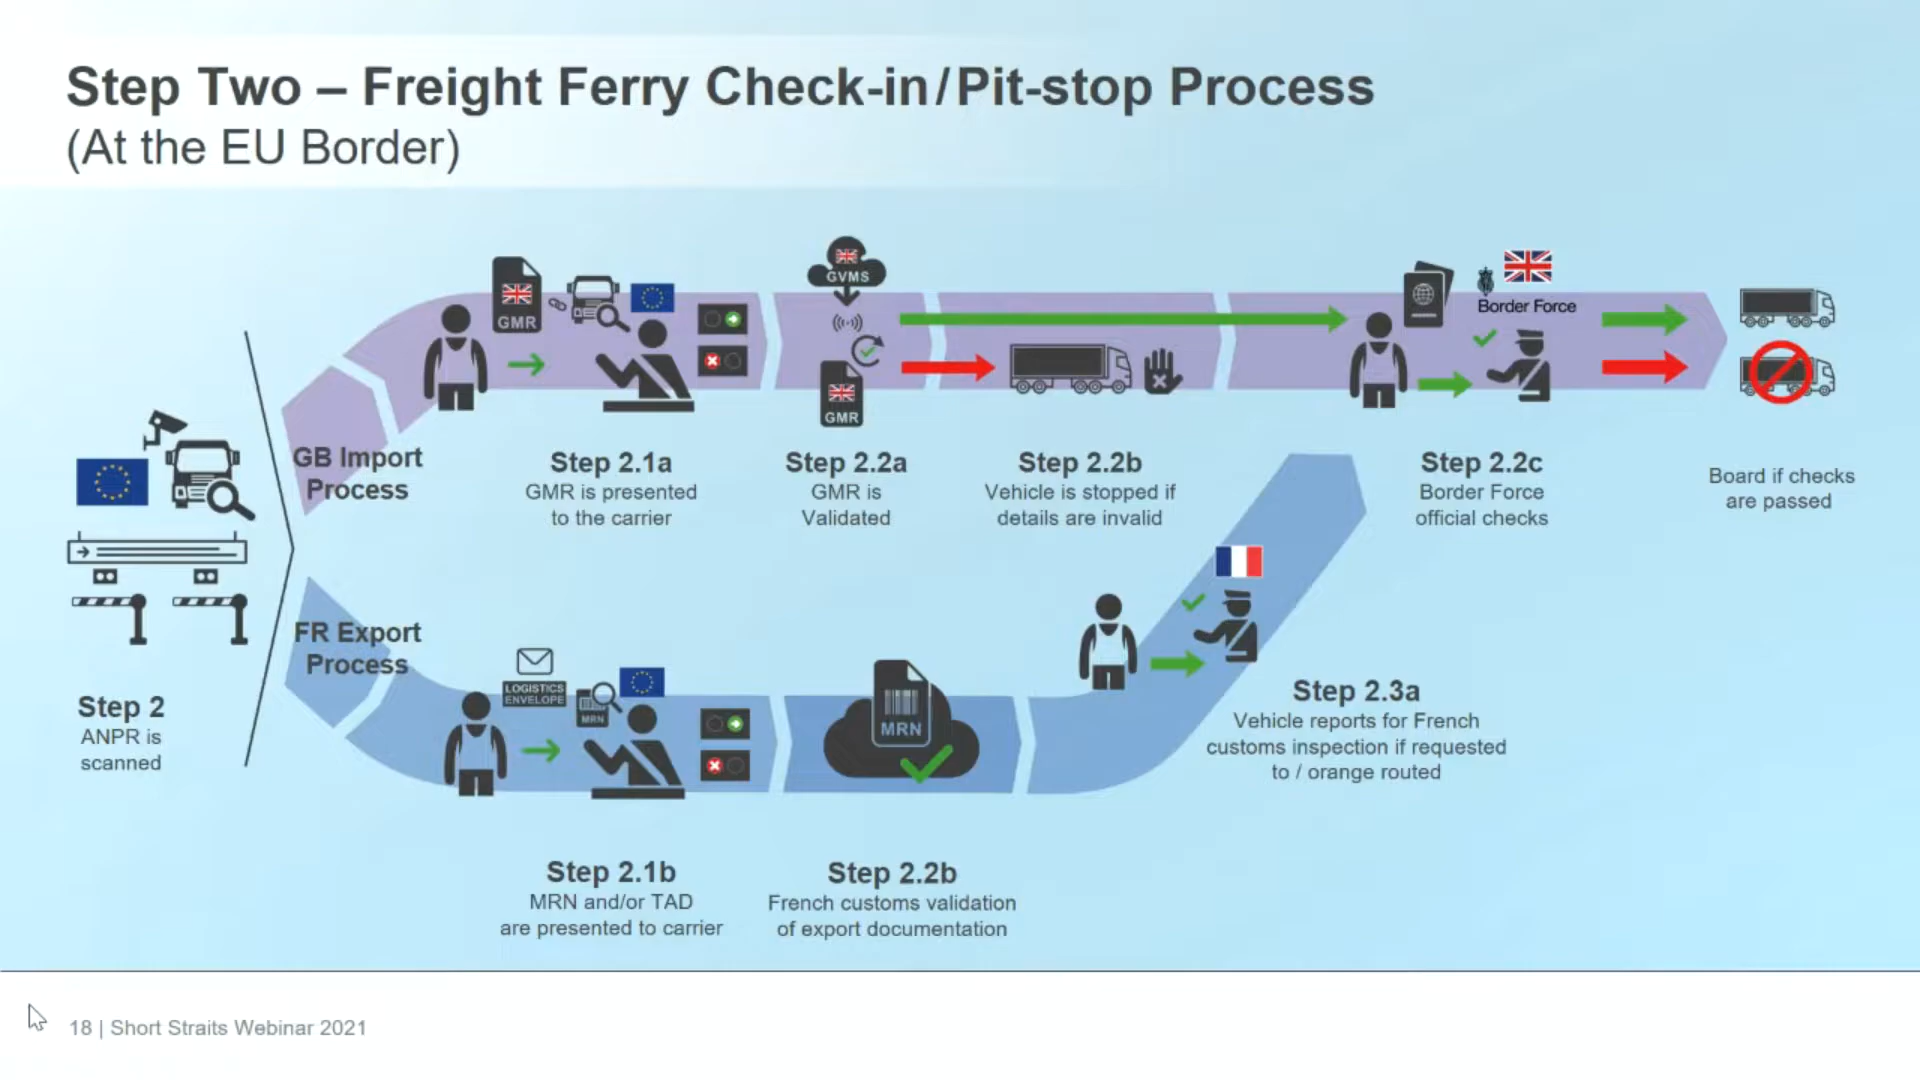 Step Two – Freight Ferry Check-in/Pit-stop Process
(At the EU Border)
GMR
GVMS
GMR
Border Force
GB Import
Process
Step 2.1a
GMR is presented
to the carrier
Step 2.2a
GMR is
Validated
Step 2.2b
Vehicle is stopped if
details are invalid
Step 2.2c
Border Force
official checks
Board if checks
are passed
FR Export
Process
Step 2
ANPR is
scanned
LOGISTICS
ENVELOPE
MRN
MRN
Step 2.3a
Vehicle reports for French
customs inspection if requested
to / orange routed
Step 2.1b
MRN and/or TAD
are presented to carrier
Step 2.2b
French customs validation
of export documentation
18 | Short Straits Webinar 2021